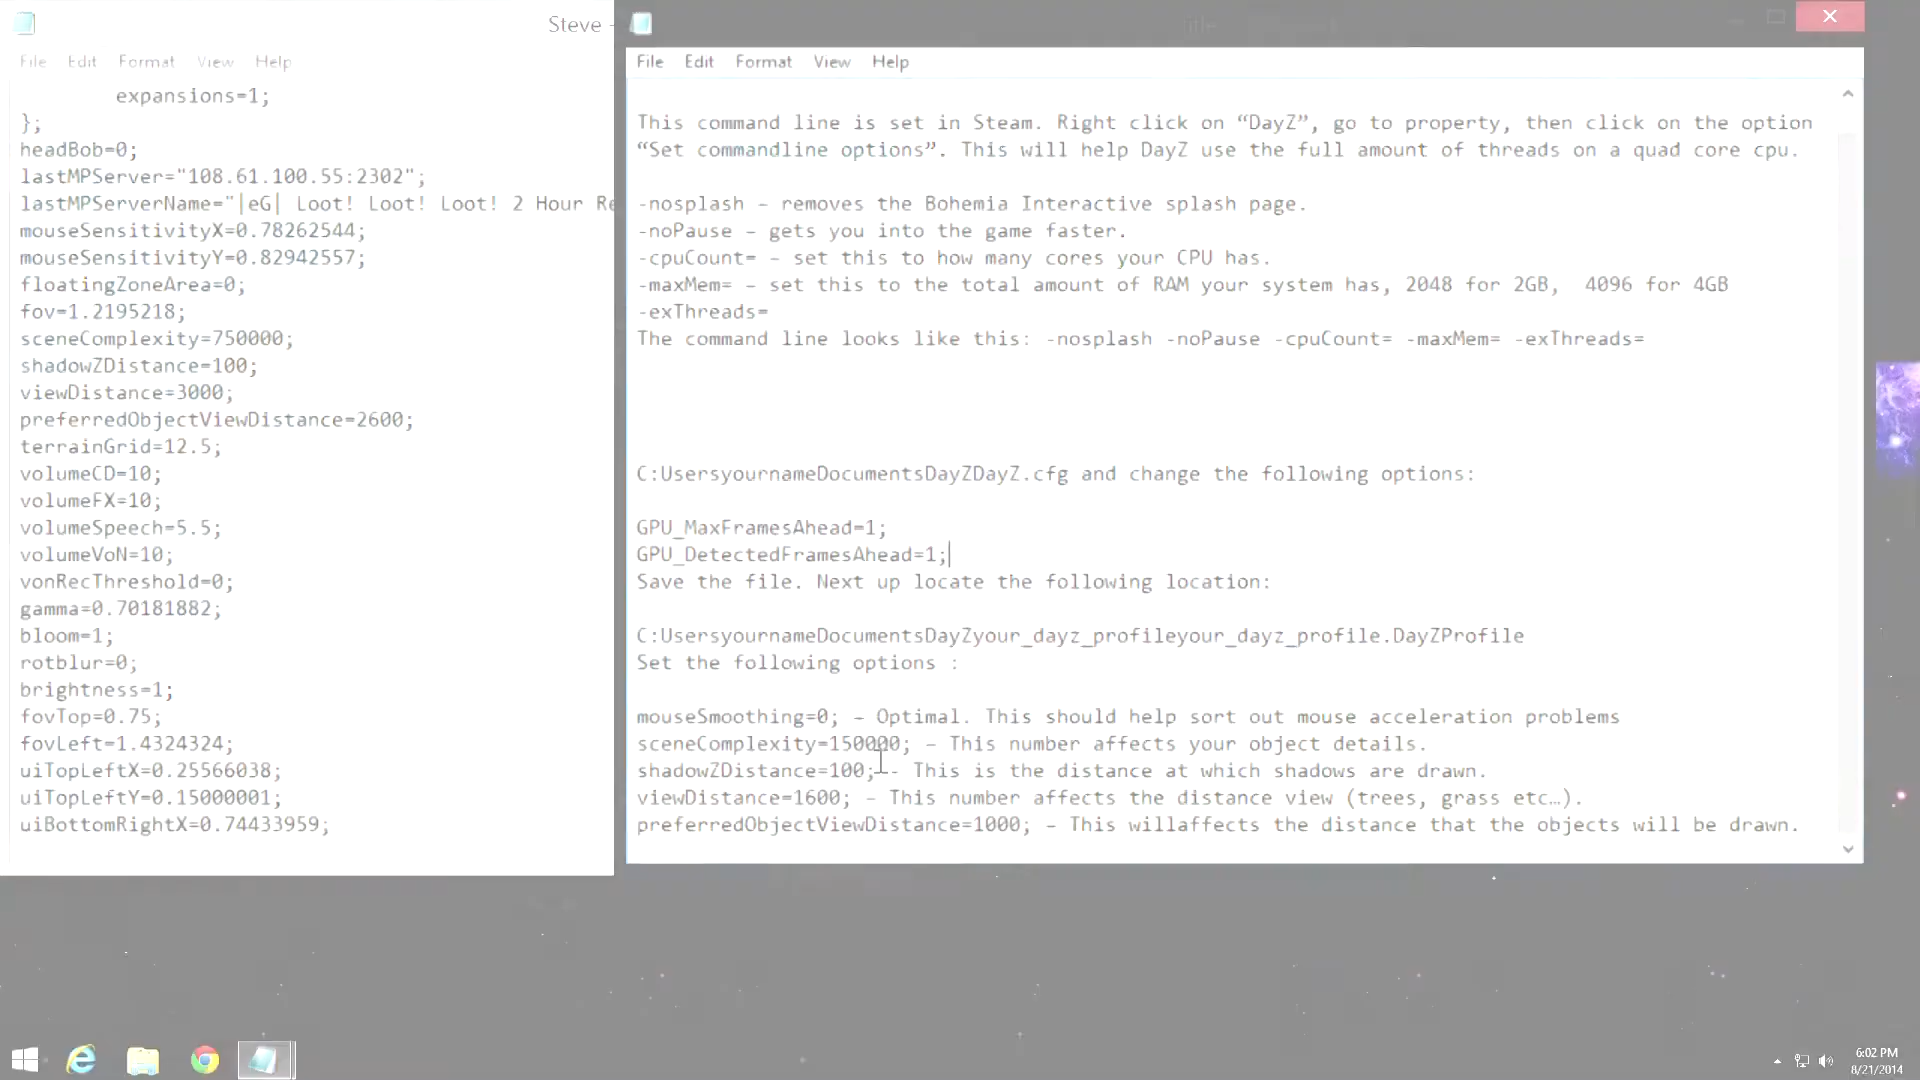 Steve -
File Edit Format View Help
expansions=1;
};
headBob=0;
lastMPServer="108.61.100.55:2302";
lastMPServerName="|eG| Loot! Loot! Loot! 2 Hour Re
mouseSensitivityX=0.78262544;
mouseSensitivityY=0.82942557;
floatingZoneArea=0;
fov=1.2195218;
sceneComplexity=750000;
shadowZDistance=100;
viewDistance=3000;
preferredObjectViewDistance=2600;
terrainGrid=12.5;
volumeCD=10;
volumeFX=10;
volumeSpeech=5.5;
volumeVoN=10;
vonRecThreshold=0;
gamma=0.70181882;
bloom=1;
rotblur=0;
brightness=1;
fovTop=0.75;
fovLeft=1.4324324;
uiTopLeftX=0.25566038;
uiTopLeftY=0.15000001;
uiBottomRightX=0.74433959;
File Edit Format View Help
This command line is set in Steam. Right click on “DayZ”, go to property, then click on the option
“Set commandline options”. This will help DayZ use the full amount of threads on a quad core cpu.
-nosplash – removes the Bohemia Interactive splash page.
-noPause – gets you into the game faster.
-cpuCount= – set this to how many cores your CPU has.
-maxMem= – set this to the total amount of RAM your system has, 2048 for 2GB,  4096 for 4GB
-exThreads=
The command line looks like this: -nosplash -noPause -cpuCount= -maxMem= -exThreads=
C:UsersyournameDocumentsDayZDayZ.cfg and change the following options:
GPU_MaxFramesAhead=1;
GPU_DetectedFramesAhead=1;
Save the file. Next up locate the following location:
C:UsersyournameDocumentsDayZyour_dayz_profileyour_dayz_profile.DayZProfile
Set the following options :
mouseSmoothing=0; – Optimal. This should help sort out mouse acceleration problems
sceneComplexity=150000; – This number affects your object details.
shadowZDistance=100; – This is the distance at which shadows are drawn.
viewDistance=1600; – This number affects the distance view (trees, grass etc…).
preferredObjectViewDistance=1000; – This willaffects the distance that the objects will be drawn.
6:02 PM
8/21/2014